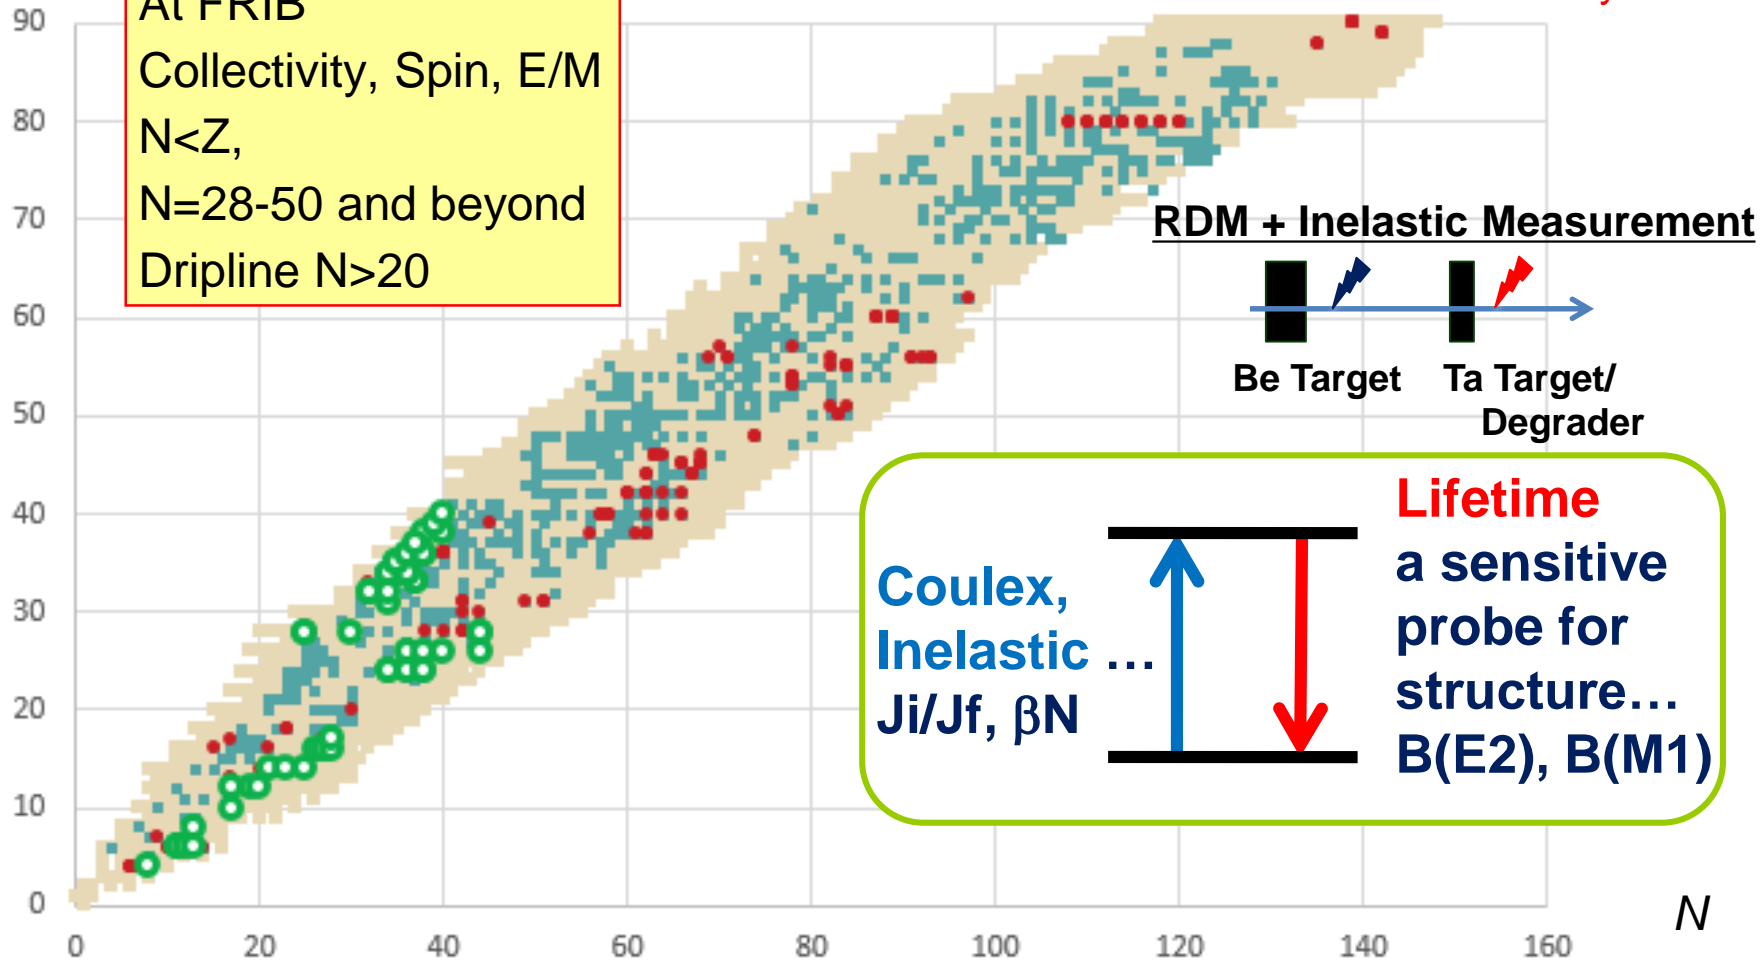 At FRIB
Collectivity, Spin, E/M
N<Z,
N=28-50 and beyond
Dripline N>20
RDM + Inelastic Measurement
Be Target
Ta Target/
Degrader
Coulex,
Inelastic ...
Ji/Jf, βN
Lifetime
a sensitive
probe for
structure...
B(E2), B(M1)
90
80
70
60
50
40
30
20
10
0
0 20 40 60 80 100 120 140 160
N